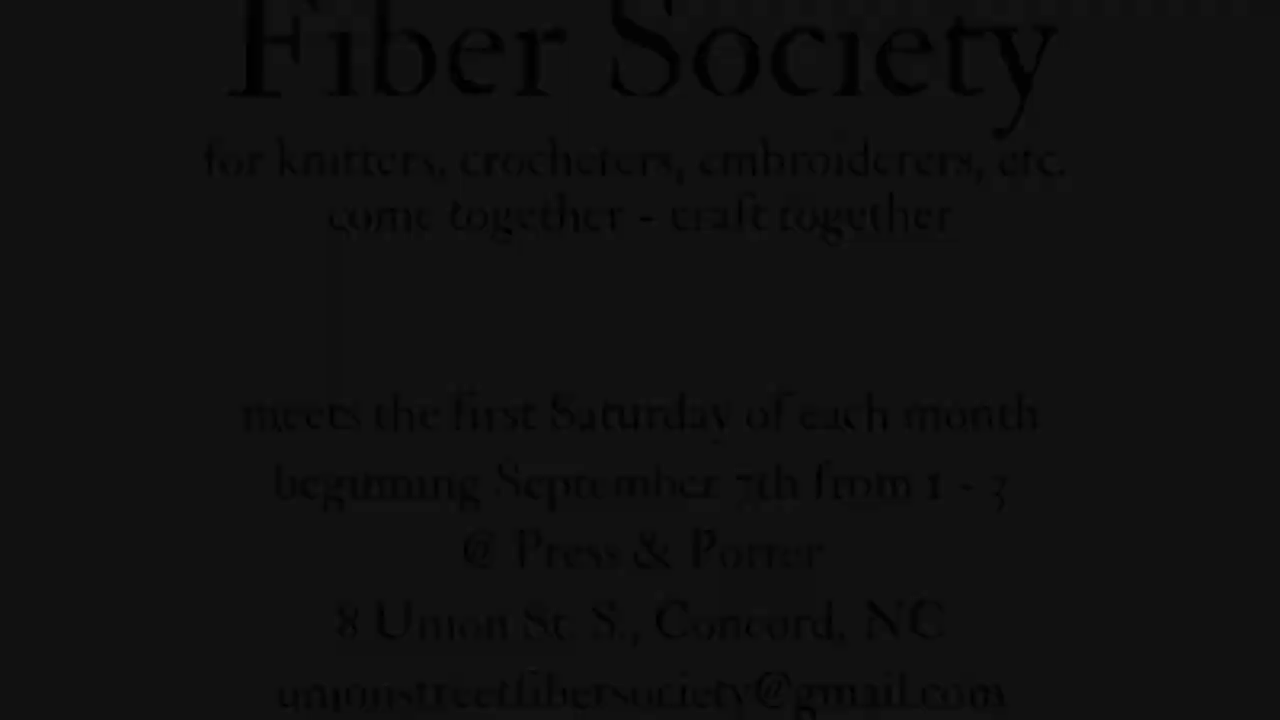 Fiber Society
for knitters, crocheters, embroiderers, etc.
come together - craft together
meets the first Saturday of each month
beginning September 7th from 1 - 3
@ Press & Porter
8 Union St. S., Concord, NC
unionstreetfibersociety@gmail.com